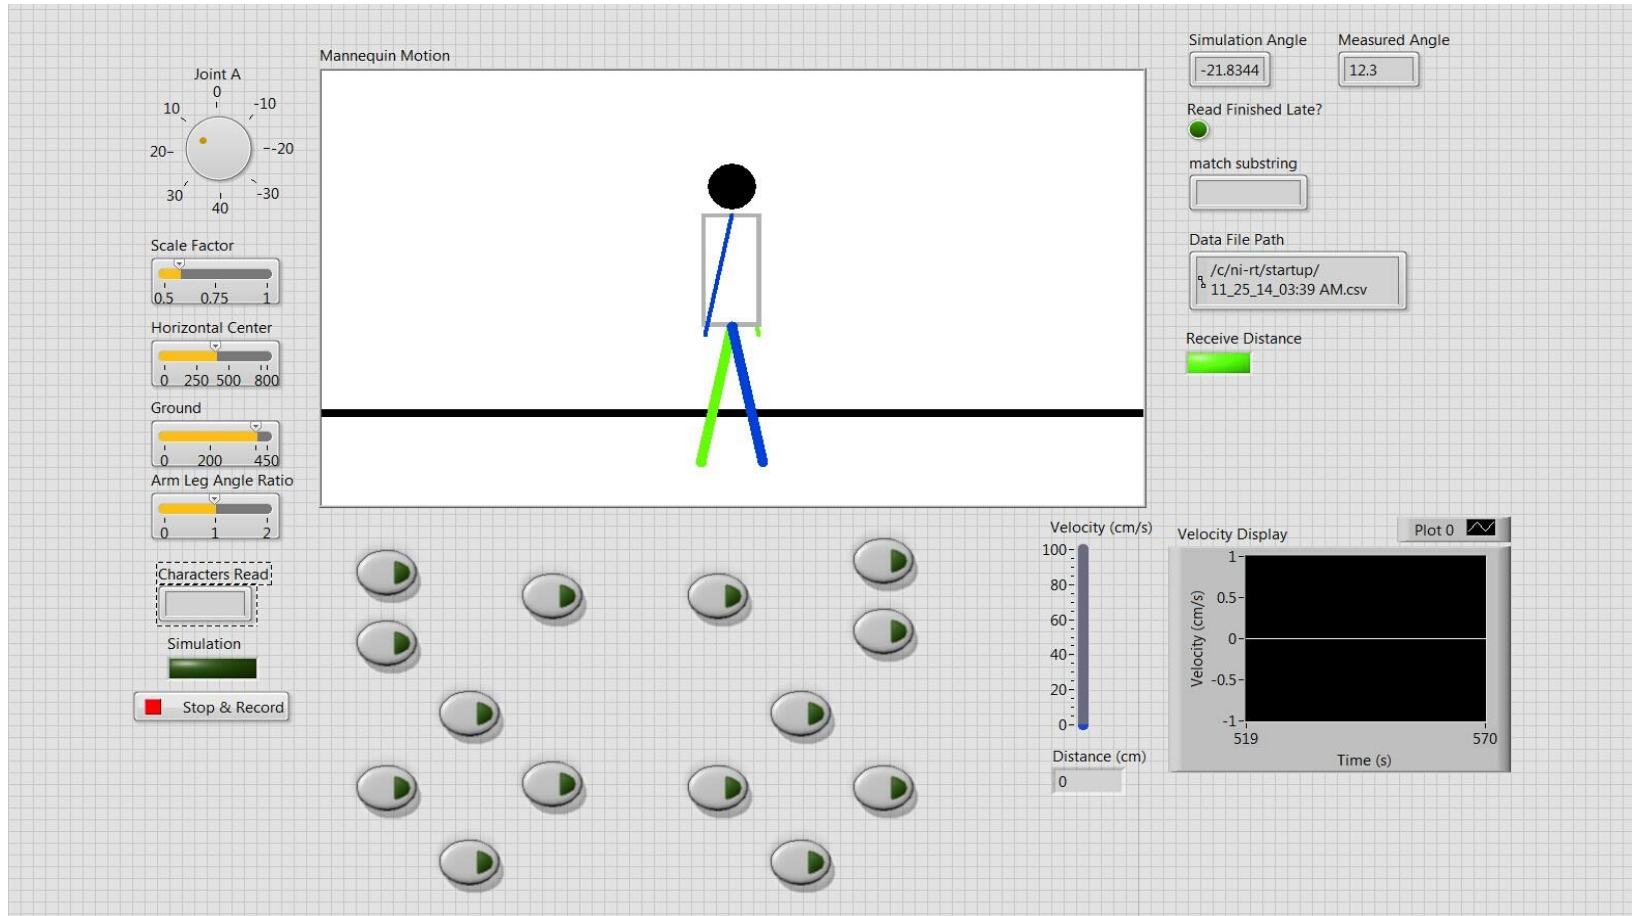 Mannequin Motion
Simulation Angle
Measured Angle
-21.8344
12.3
Read Finished Late?
match substring
Data File Path
/c/ni-rt/startup/
11_25_14_03:39 AM.csv
Receive Distance
Joint A
0
10
-10
20-
--20
30
-30
40
Scale Factor
0.5 0.75 1
Horizontal Center
0 250 500 800
Ground
0 200 450
Arm Leg Angle Ratio
0 1 2
Characters Read
Simulation
Stop & Record
Velocity (cm/s)
100-
80-
60-
40-
20-
0-
Distance (cm)
0
Velocity Display
Plot 0
Velocity (cm/s)
1-
0.5-
0-
-0.5-
-1-
519
570
Time (s)